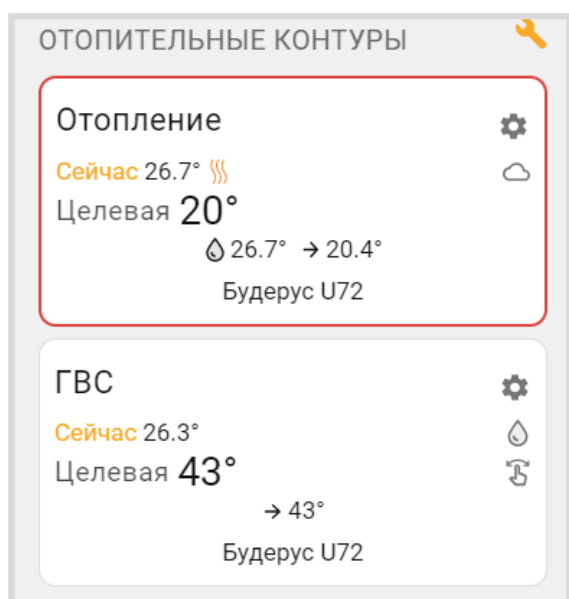 ОТОПИТЕЛЬНЫЕ КОНТУРЫ
Отопление
Сейчас 26.7°
Целевая 20°
26.7° → 20.4°
Будерус U72
ГВС
Сейчас 26.3°
Целевая 43°
→ 43°
Будерус U72